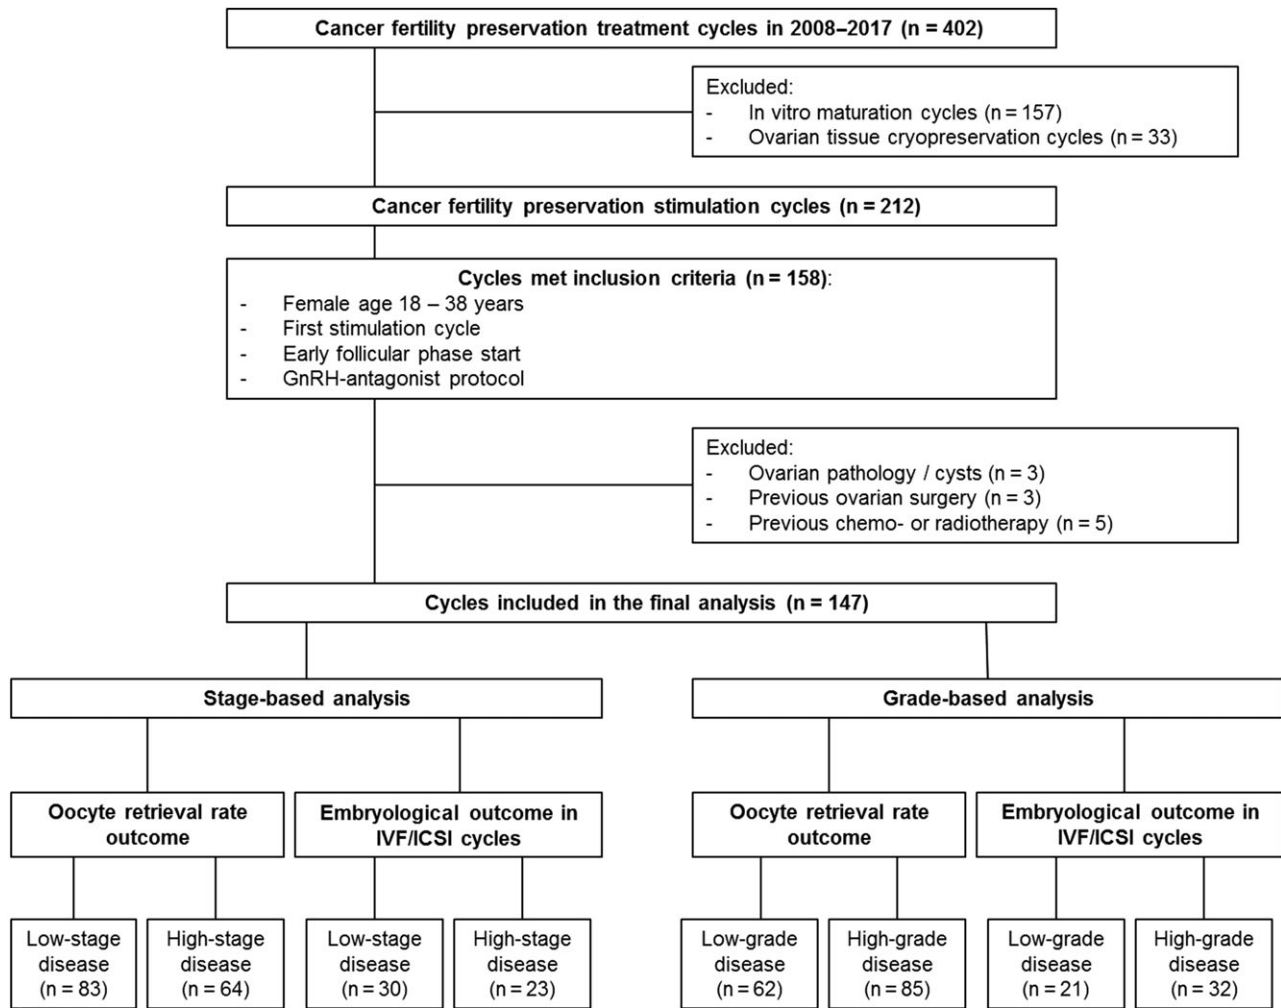 Cancer fertility preservation treatment cycles in 2008–2017 (n = 402)
Excluded:
- In vitro maturation cycles (n = 157)
- Ovarian tissue cryopreservation cycles (n = 33)
Cancer fertility preservation stimulation cycles (n = 212)
Cycles met inclusion criteria (n = 158):
- Female age 18 – 38 years
- First stimulation cycle
- Early follicular phase start
- GnRH-antagonist protocol
Excluded:
- Ovarian pathology / cysts (n = 3)
- Previous ovarian surgery (n = 3)
- Previous chemo- or radiotherapy (n = 5)
Cycles included in the final analysis (n = 147)
Stage-based analysis
Grade-based analysis
Oocyte retrieval rate
outcome
Embryological outcome in
IVF/ICSI cycles
Oocyte retrieval rate
outcome
Embryological outcome in
IVF/ICSI cycles
Low-stage
disease
(n = 83)
High-stage
disease
(n = 64)
Low-stage
disease
(n = 30)
High-stage
disease
(n = 23)
Low-grade
disease
(n = 62)
High-grade
disease
(n = 85)
Low-grade
disease
(n = 21)
High-grade
disease
(n = 32)